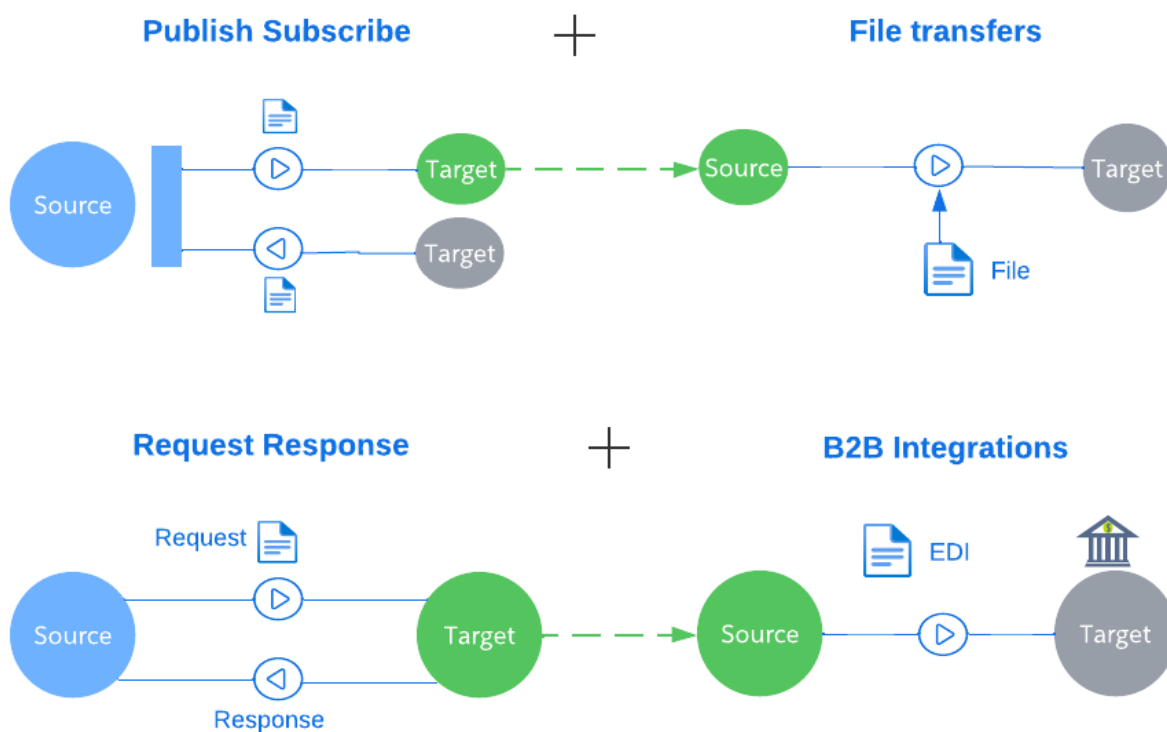 Publish Subscribe
+
File transfers
Source
Target
Target
Source
Target
File
Request Response
+
B2B Integrations
Request
EDI
$
Source
Target
Source
Target
Response